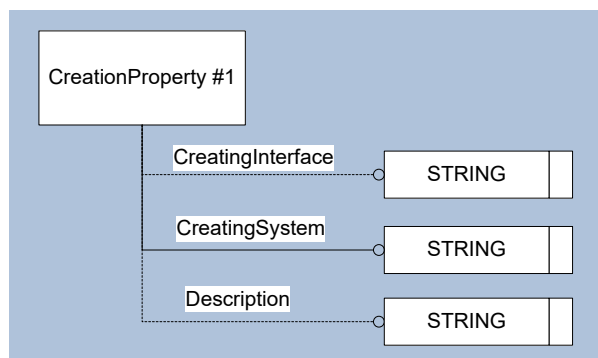 CreationProperty #1
CreatingInterface
STRING
CreatingSystem
STRING
Description
STRING